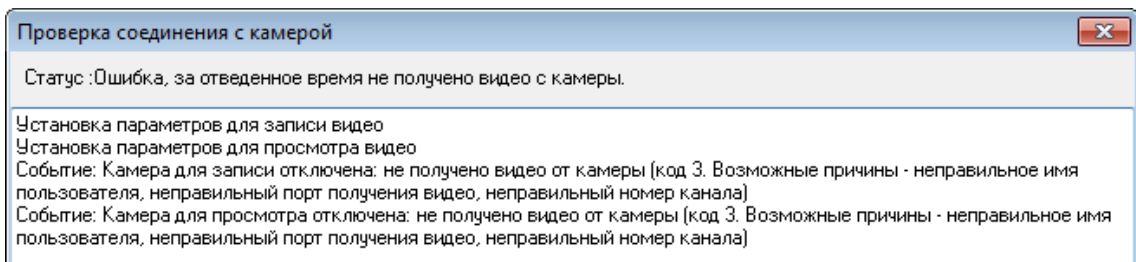 Проверка соединения с камерой
Статус :Ошибка, за отведенное время не получено видео с камеры.
Установка параметров для записи видео
Установка параметров для просмотра видео
Событие: Камера для записи отключена: не получено видео от камеры (код 3. Возможные причины - неправильное имя
пользователя, неправильный порт получения видео, неправильный номер канала)
Событие: Камера для просмотра отключена: не получено видео от камеры (код 3. Возможные причины - неправильное имя
пользователя, неправильный порт получения видео, неправильный номер канала)